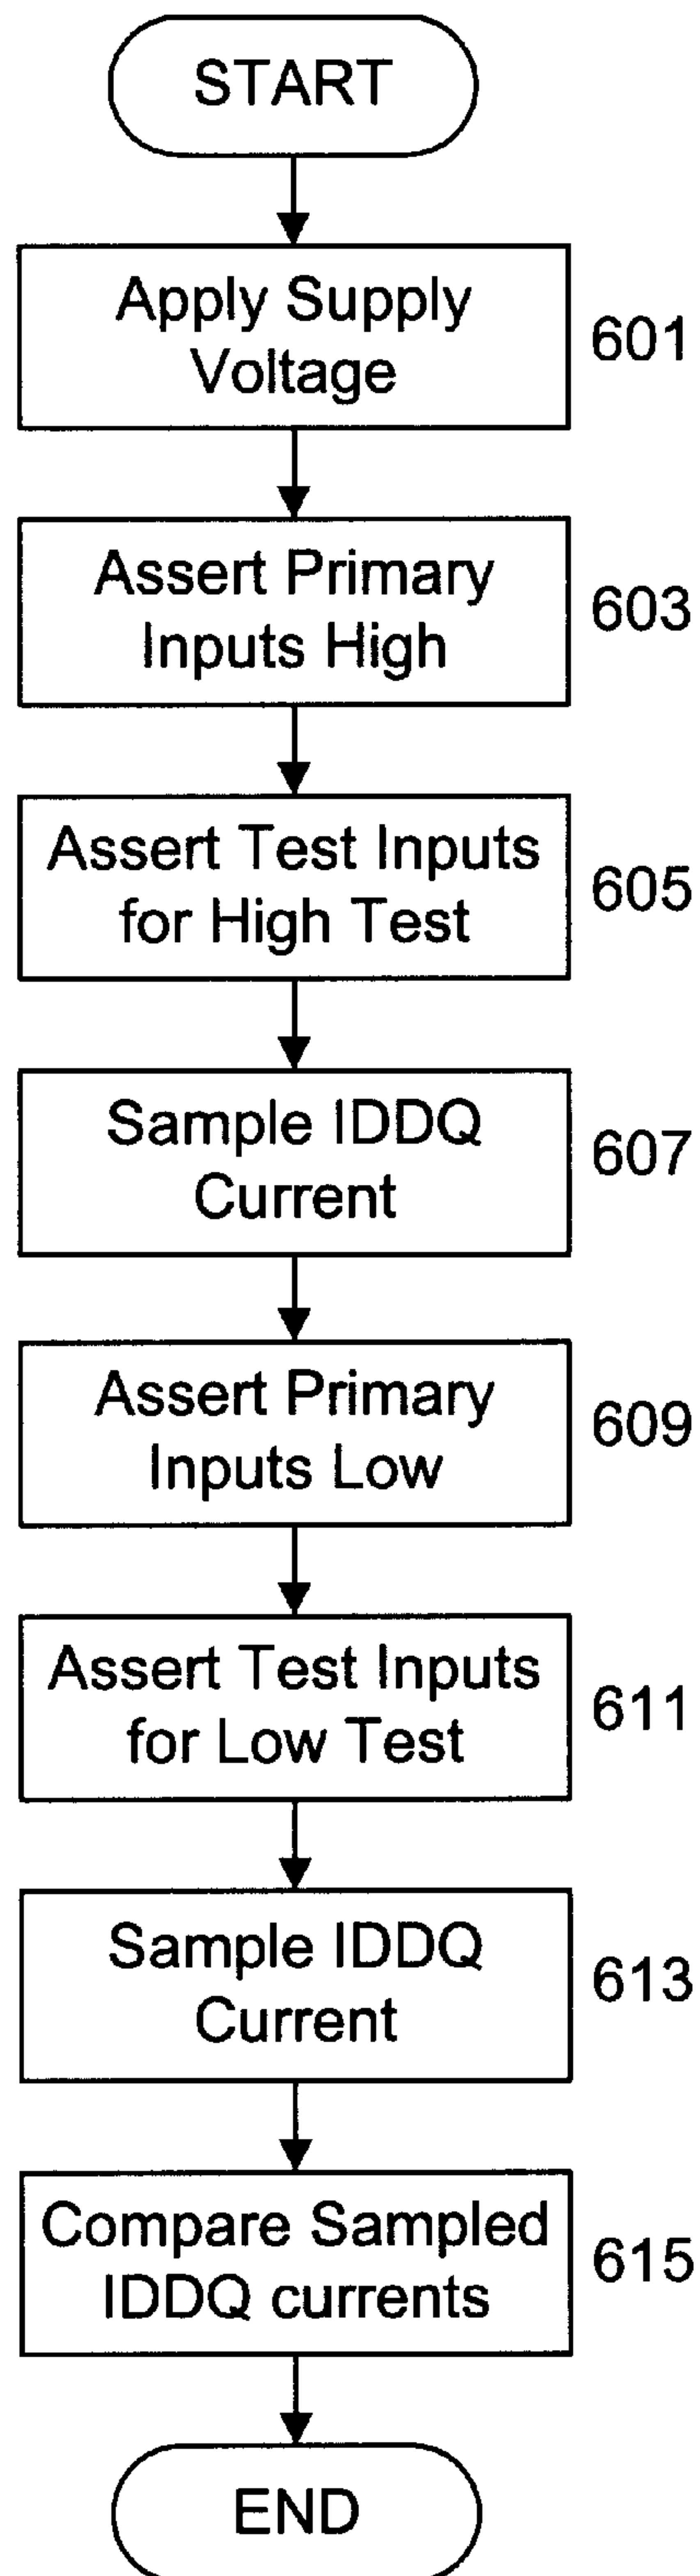 START
Apply Supply
Voltage
601
Assert Primary
Inputs High
603
Assert Test Inputs
for High Test
605
Sample IDDQ
Current
607
Assert Primary
Inputs Low
609
Assert Test Inputs
for Low Test
611
Sample IDDQ
Current
613
Compare Sampled
IDDQ currents
615
END